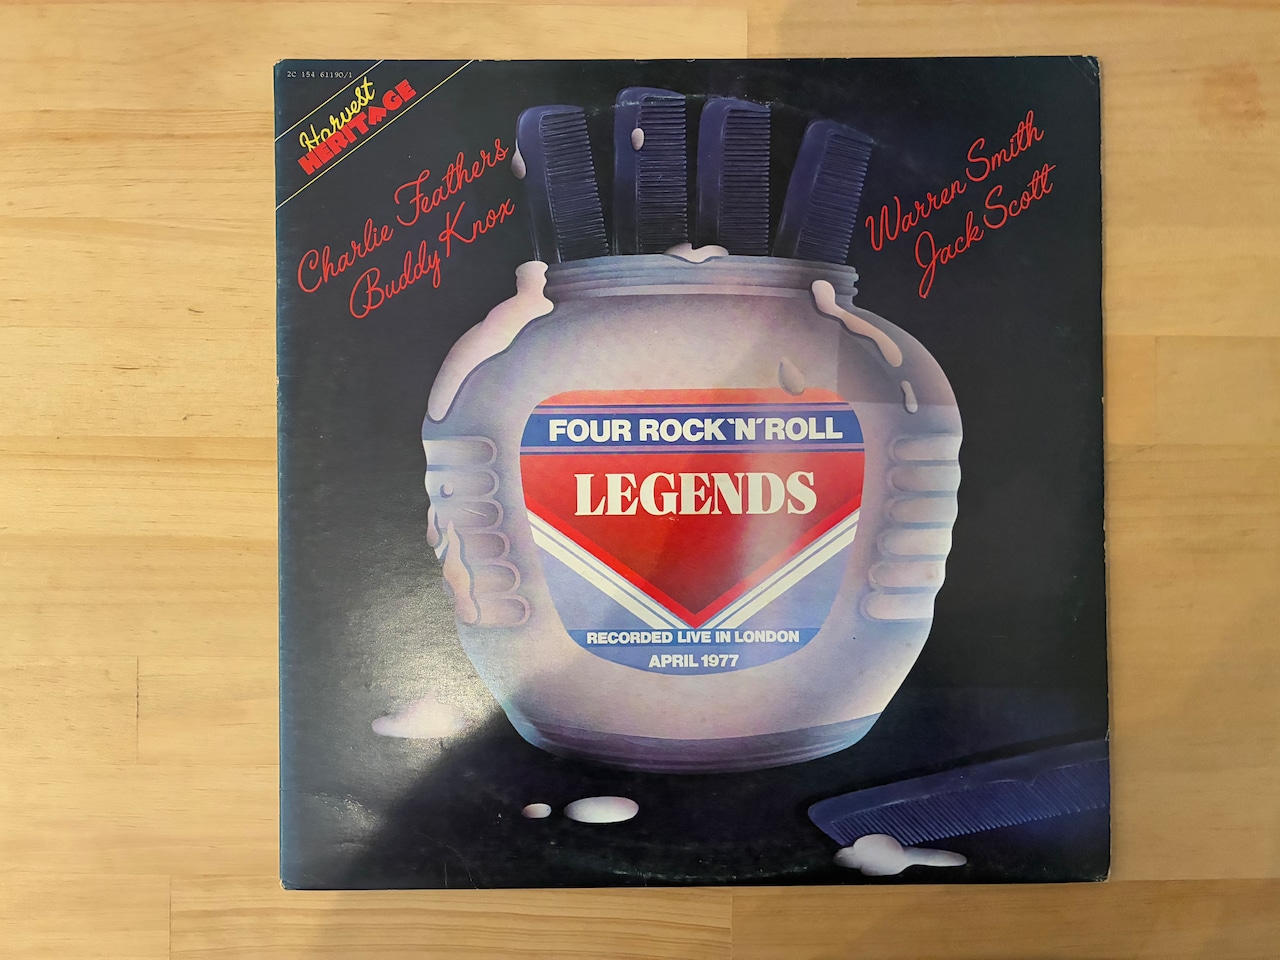 2C 154 61190/1
Harvest
HERITAGE
Charlie Feathers
Buddy Knox
Warren Smith
Jack Scott
FOUR ROCK 'N' ROLL
LEGENDS
RECORDED LIVE IN LONDON
APRIL 1977